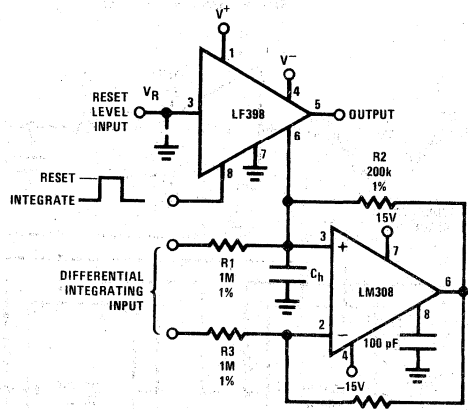 V+
1
V−
4
VR
RESET
LEVEL
INPUT
3
LF398
5
OUTPUT
6
7
8
RESET
INTEGRATE
R2
200k
1%
15V
7
DIFFERENTIAL
INTEGRATING
INPUT
R1
1M
1%
Ch
3
+
LM308
6
8
2
−
R3
1M
1%
4
100 pF
−15V